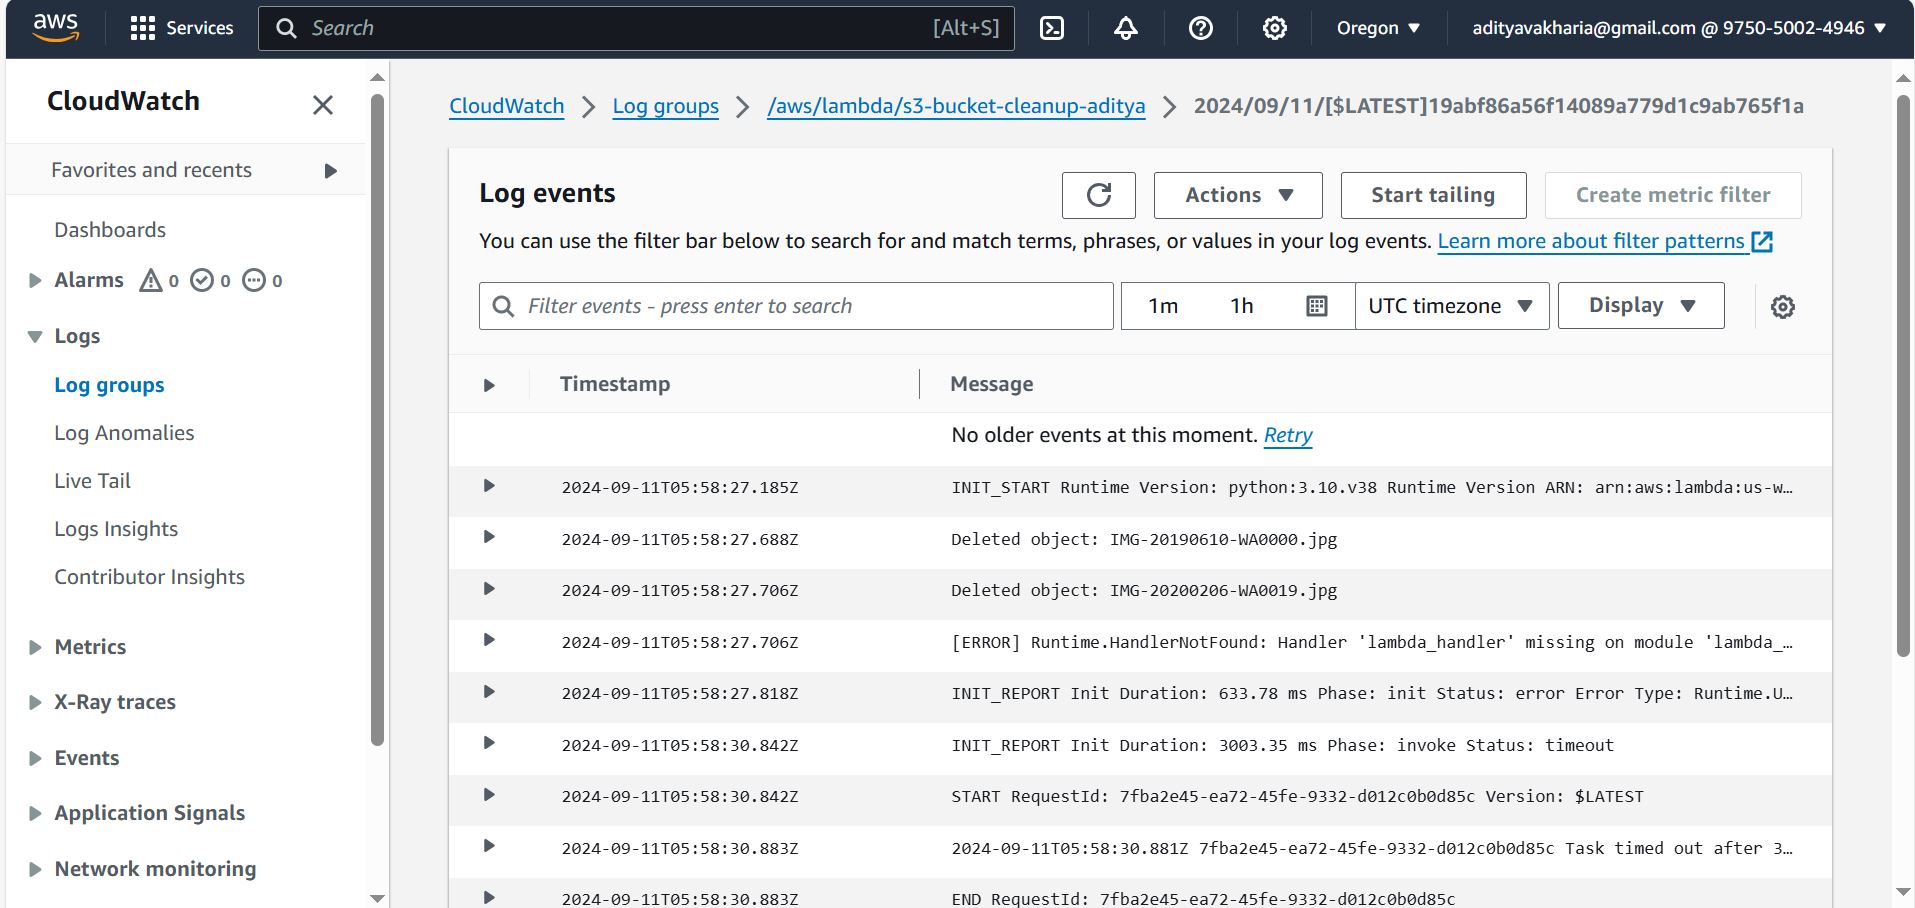 aws Services Search [Alt+S] Oregon adityavakharia@gmail.com @ 9750-5002-4946
CloudWatch
Favorites and recents
Dashboards
Alarms 0 0 0
Logs
Log groups
Log Anomalies
Live Tail
Logs Insights
Contributor Insights
Metrics
X-Ray traces
Events
Application Signals
Network monitoring
CloudWatch Log groups /aws/lambda/s3-bucket-cleanup-aditya 2024/09/11/[$LATEST]19abf86a56f14089a779d1c9ab765f1a
Log events
Actions Start tailing Create metric filter
You can use the filter bar below to search for and match terms, phrases, or values in your log events. Learn more about filter patterns
Filter events - press enter to search 1m 1h UTC timezone Display
Timestamp Message
No older events at this moment. Retry
2024-09-11T05:58:27.185Z INIT_START Runtime Version: python:3.10.v38 Runtime Version ARN: arn:aws:lambda:us-w…
2024-09-11T05:58:27.688Z Deleted object: IMG-20190610-WA0000.jpg
2024-09-11T05:58:27.706Z Deleted object: IMG-20200206-WA0019.jpg
2024-09-11T05:58:27.706Z [ERROR] Runtime.HandlerNotFound: Handler 'lambda_handler' missing on module 'lambda_…
2024-09-11T05:58:27.818Z INIT_REPORT Init Duration: 633.78 ms Phase: init Status: error Error Type: Runtime.U…
2024-09-11T05:58:30.842Z INIT_REPORT Init Duration: 3003.35 ms Phase: invoke Status: timeout
2024-09-11T05:58:30.842Z START RequestId: 7fba2e45-ea72-45fe-9332-d012c0b0d85c Version: $LATEST
2024-09-11T05:58:30.883Z 2024-09-11T05:58:30.881Z 7fba2e45-ea72-45fe-9332-d012c0b0d85c Task timed out after 3…
2024-09-11T05:58:30.883Z END RequestId: 7fba2e45-ea72-45fe-9332-d012c0b0d85c